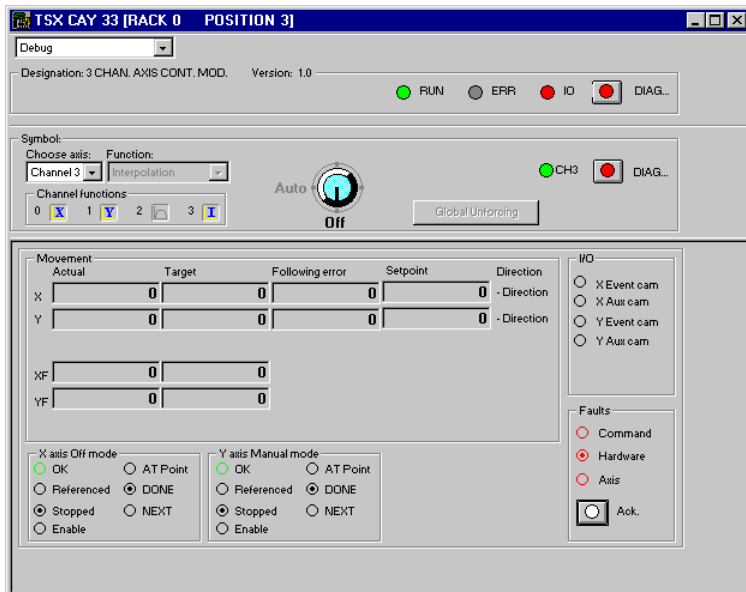 TSX CAY 33 [RACK 0 POSITION 3]
Debug
Designation: 3 CHAN. AXIS CONT. MOD. Version: 1.0
RUN ERR IO DIAG...
Symbol:
Choose axis: Function:
Channel 3 Interpolation
CH3 DIAG...
Channel functions
0 X 1 Y 2 3 I
Auto
Off
Global Unforcing
Movement
Actual Target Following error Setpoint Direction
X 0 0 0 0 - Direction
Y 0 0 0 0 - Direction
XF 0 0
YF 0 0
I/O
X Event cam
X Aux cam
Y Event cam
Y Aux cam
Faults
Command
Hardware
Axis
Ack.
X axis Off mode
OK AT Point
Referenced DONE
Stopped NEXT
Enable
Y axis Manual mode
OK AT Point
Referenced DONE
Stopped NEXT
Enable